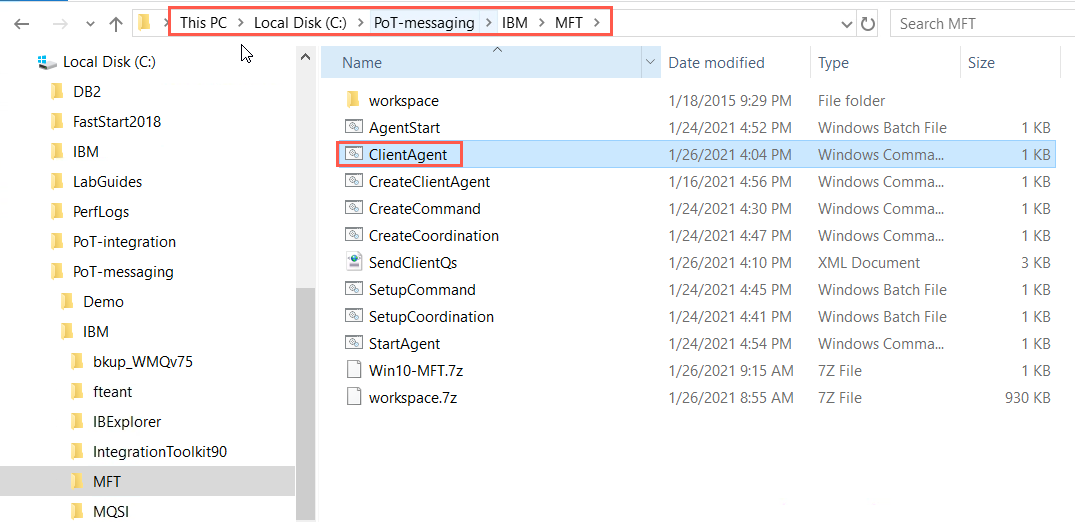 This PC > Local Disk (C:) > PoT-messaging > IBM > MFT >
Search MFT
Local Disk (C:)
DB2
FastStart2018
IBM
LabGuides
PerfLogs
PoT-integration
PoT-messaging
Demo
IBM
bkup_WMQv75
fteant
IBExplorer
IntegrationToolkit90
MFT
MQSI
Name Date modified Type Size
workspace 1/18/2015 9:29 PM File folder
AgentStart 1/24/2021 4:52 PM Windows Batch File 1 KB
ClientAgent 1/26/2021 4:04 PM Windows Comma... 1 KB
CreateClientAgent 1/16/2021 4:56 PM Windows Comma... 1 KB
CreateCommand 1/24/2021 4:30 PM Windows Comma... 1 KB
CreateCoordination 1/24/2021 4:47 PM Windows Comma... 1 KB
SendClientQs 1/26/2021 4:10 PM XML Document 3 KB
SetupCommand 1/24/2021 4:45 PM Windows Batch File 1 KB
SetupCoordination 1/24/2021 4:41 PM Windows Batch File 1 KB
StartAgent 1/24/2021 4:54 PM Windows Comma... 1 KB
Win10-MFT.7z 1/26/2021 9:15 AM 7Z File 1 KB
workspace.7z 1/26/2021 8:55 AM 7Z File 930 KB